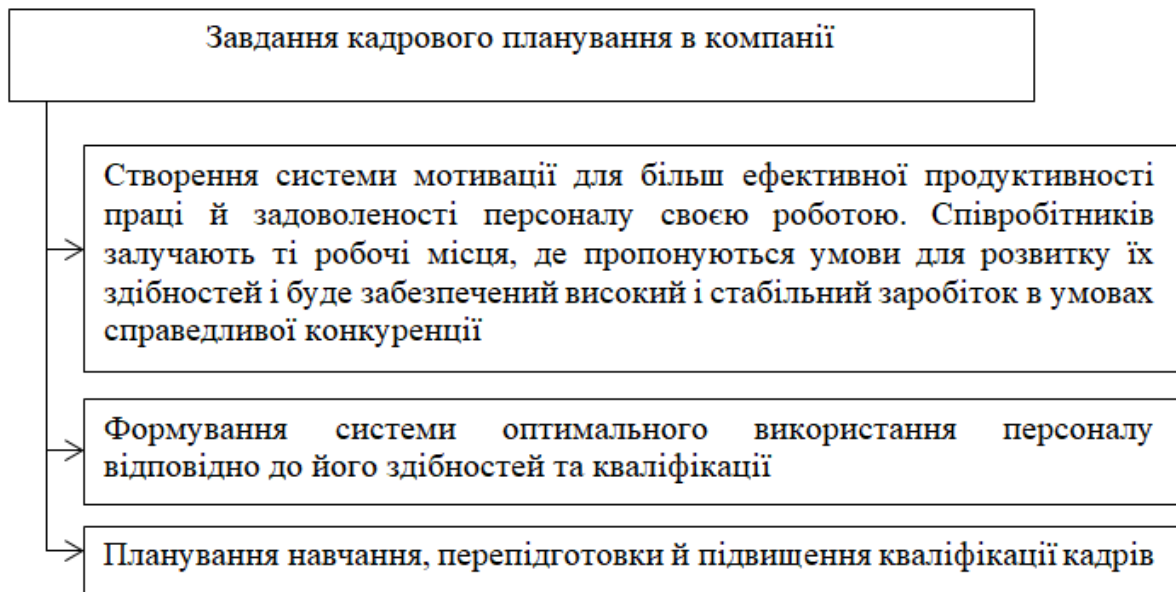 Завдання кадрового планування в компанії
Створення системи мотивації для більш ефективної продуктивності
праці й задоволеності персоналу своєю роботою. Співробітників
залучають ті робочі місця, де пропонуються умови для розвитку їх
здібностей і буде забезпечений високий і стабільний заробіток в умовах
справедливої конкуренції
Формування системи оптимального використання персоналу
відповідно до його здібностей та кваліфікації
Планування навчання, перепідготовки й підвищення кваліфікації кадрів